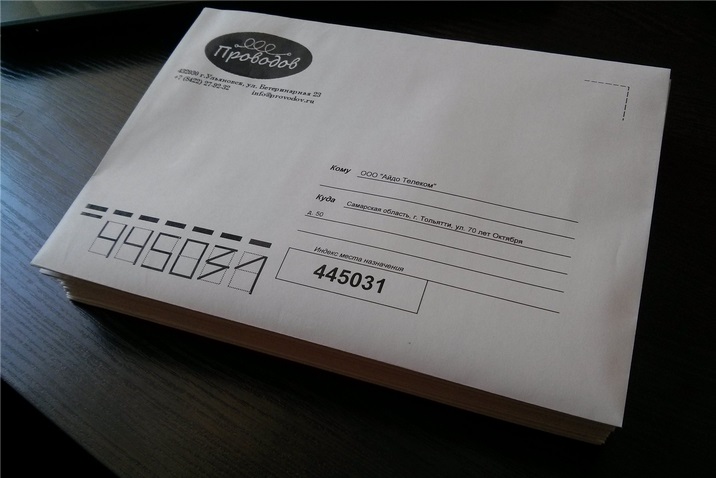 Проводов
432930 г. Ульяновск, ул. Ветеринарная 23
+7 (8422) 27-92-32
info@provodov.ru
Кому ООО "Айдо Телеком"
Куда Самарская область, г. Тольятти, ул. 70 лет Октября
д. 50
Индекс места назначения
445031
445031